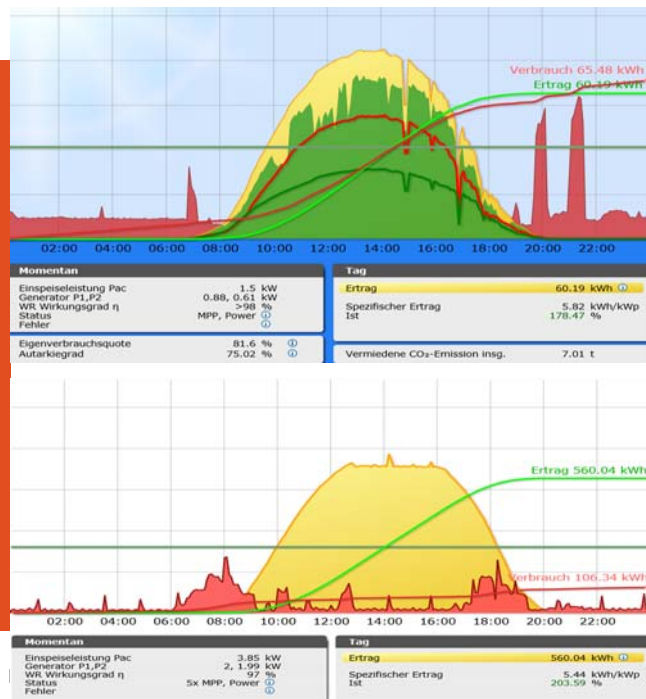 Verbrauch 65.48 kWh
Ertrag 60.19 kWh
02:00 04:00 06:00 08:00 10:00 12:00 14:00 16:00 18:00 20:00 22:00
Momentan
Einspeiseleistung Pac 1.5 kW
Generator P1,P2 0.88, 0.61 kW
WR Wirkungsgrad η >98 %
Status MPP, Power
Fehler
Eigenverbrauchsquote 81.6 %
Autarkiegrad 75.02 %
Tag
Ertrag 60.19 kWh
Spezifischer Ertrag 5.82 kWh/kWp
Ist 178.47 %
Vermiedene CO₂-Emission insg. 7.01 t
Ertrag 560.04 kWh
Verbrauch 106.34 kWh
02:00 04:00 06:00 08:00 10:00 12:00 14:00 16:00 18:00 20:00 22:00
Momentan
Einspeiseleistung Pac 3.85 kW
Generator P1,P2 2, 1.99 kW
WR Wirkungsgrad η 97 %
Status 5x MPP, Power
Fehler
Tag
Ertrag 560.04 kWh
Spezifischer Ertrag 5.44 kWh/kWp
Ist 203.59 %